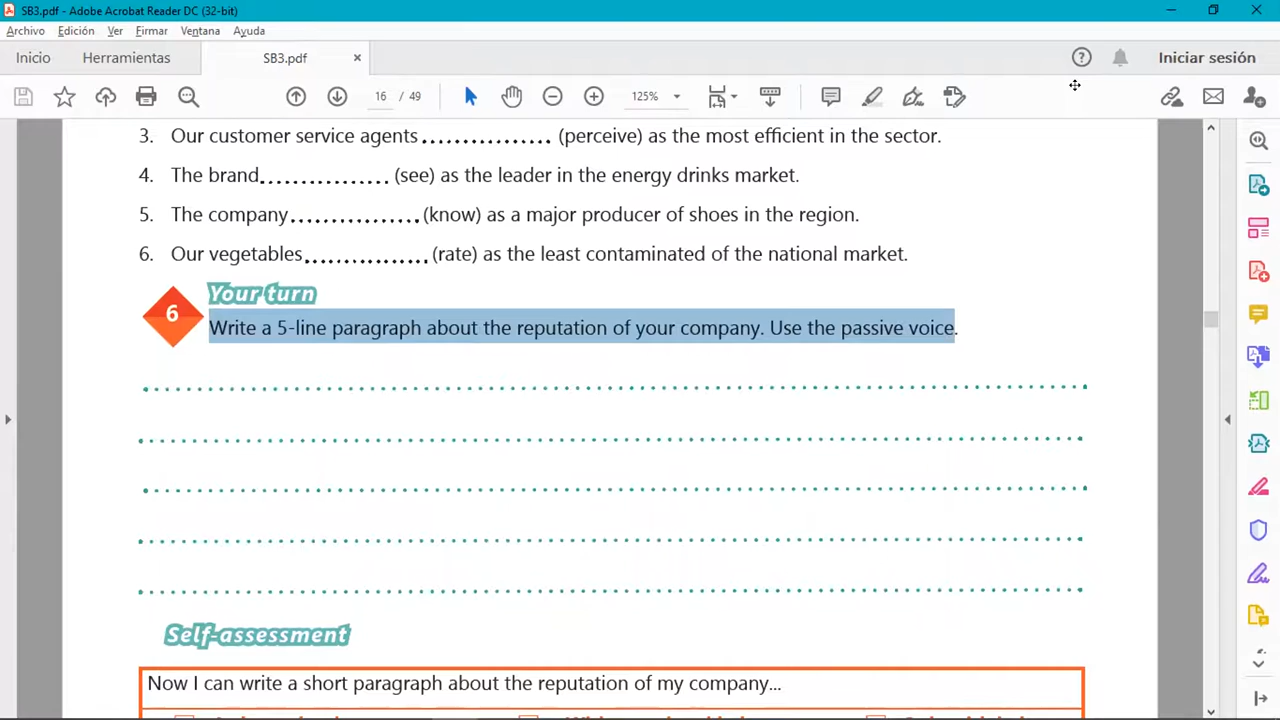 SB3.pdf - Adobe Acrobat Reader DC (32-bit)
Archivo Edición Ver Firmar Ventana Ayuda
Inicio Herramientas SB3.pdf × Iniciar sesión
16 / 49 125%
3. Our customer service agents ................ (perceive) as the most efficient in the sector.
4. The brand................ (see) as the leader in the energy drinks market.
5. The company ................ (know) as a major producer of shoes in the region.
6. Our vegetables................ (rate) as the least contaminated of the national market.
Your turn
6 Write a 5-line paragraph about the reputation of your company. Use the passive voice.
Self-assessment
Now I can write a short paragraph about the reputation of my company...